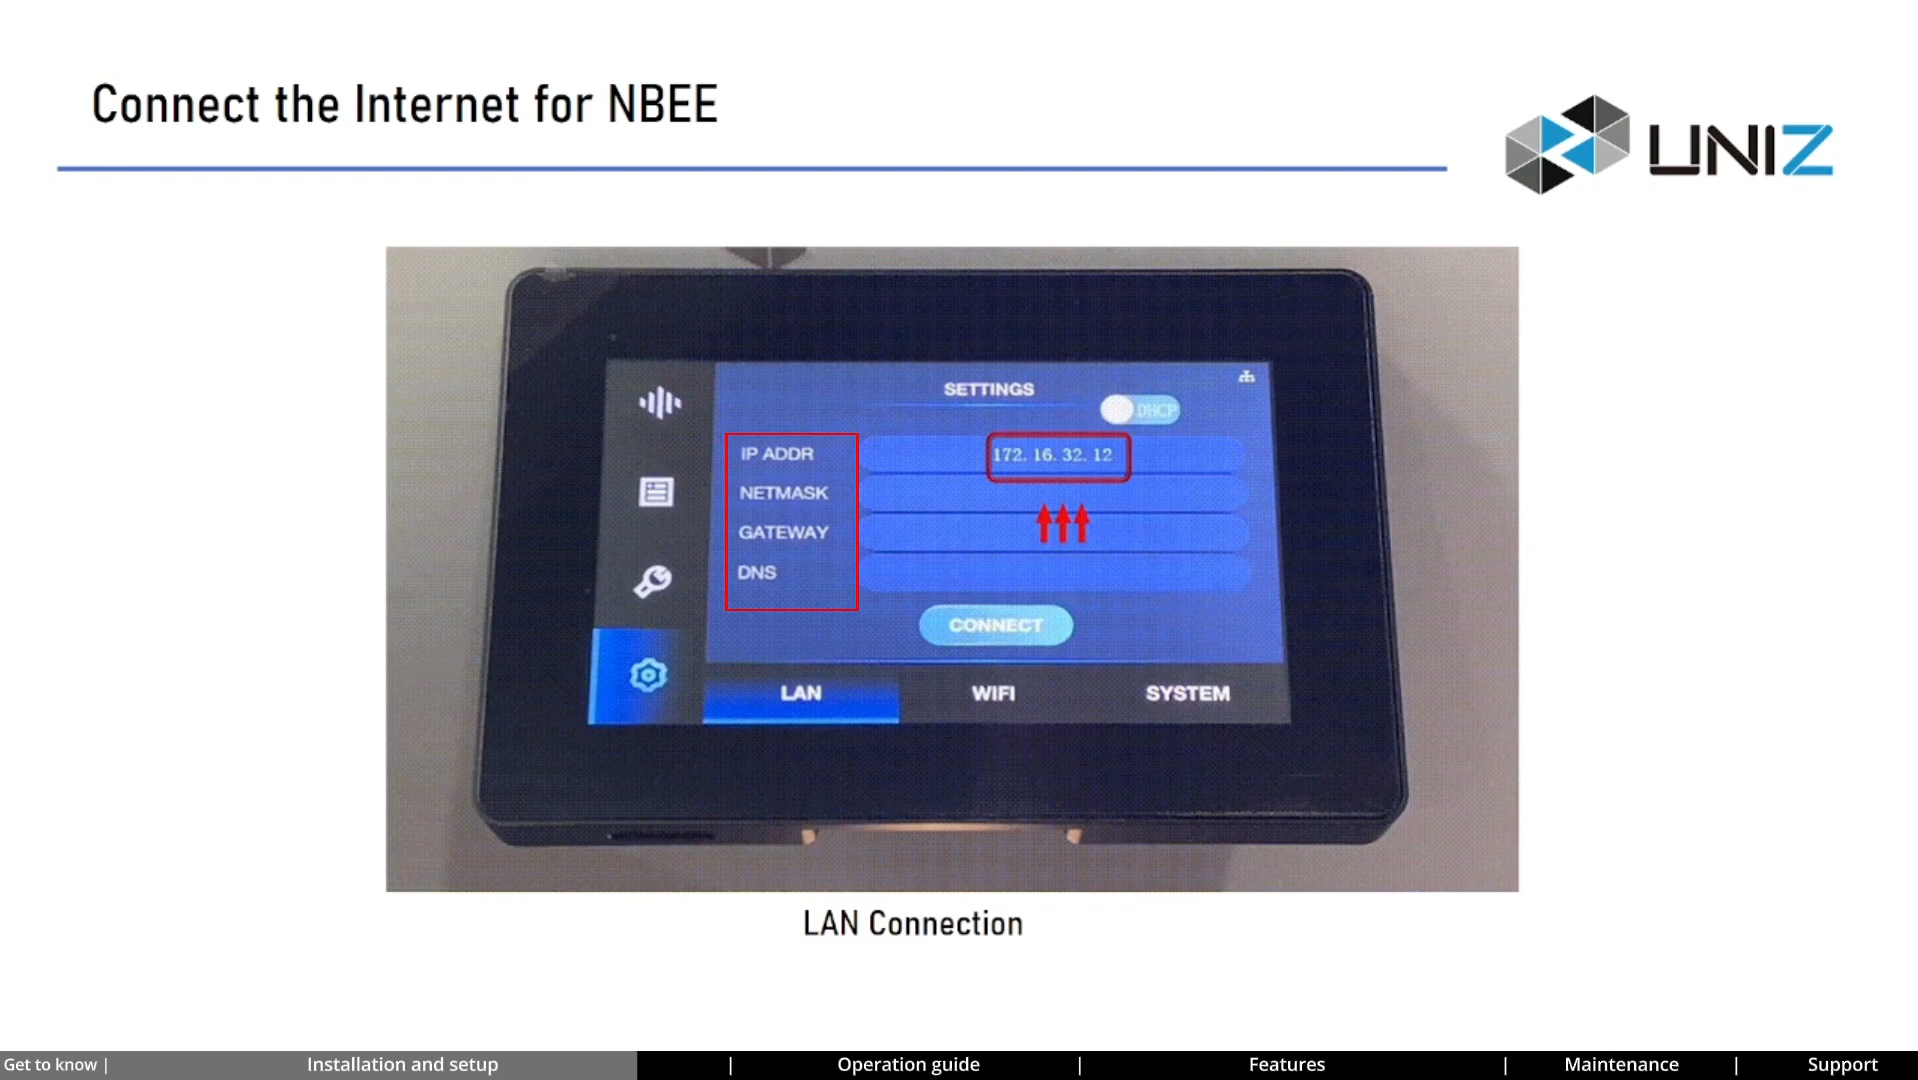 Connect the Internet for NBEE
UNIZ
SETTINGS
DHCP
IP ADDR
172. 16. 32. 12
NETMASK
GATEWAY
DNS
CONNECT
LAN
WIFI
SYSTEM
LAN Connection
Get to know | Installation and setup | Operation guide | Features | Maintenance | Support